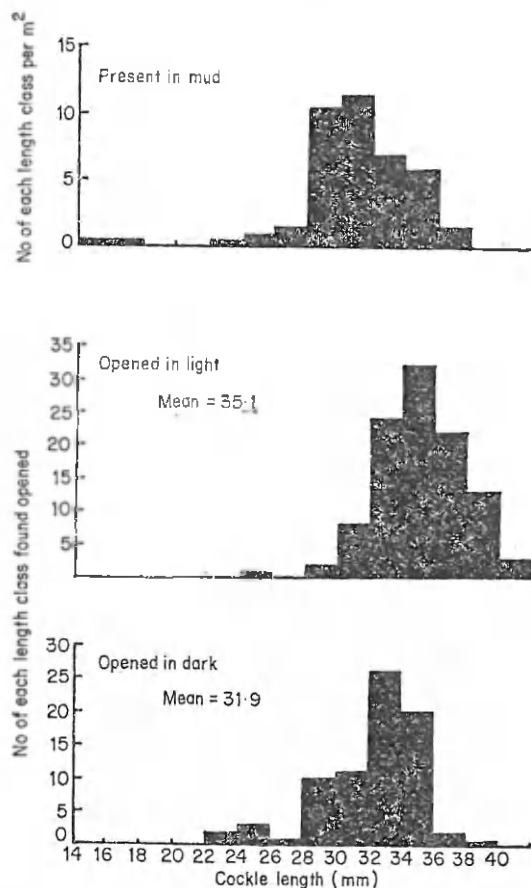 No of each length class per m²
15
10
5
0
Present in mud
No of each length class found opened
35
30
25
20
15
10
5
Opened in light
Mean = 35·1
30
25
20
15
10
5
0
Opened in dark
Mean = 31·9
14 16 18 20 22 24 26 28 30 32 34 36 38 40
Cockle length (mm)